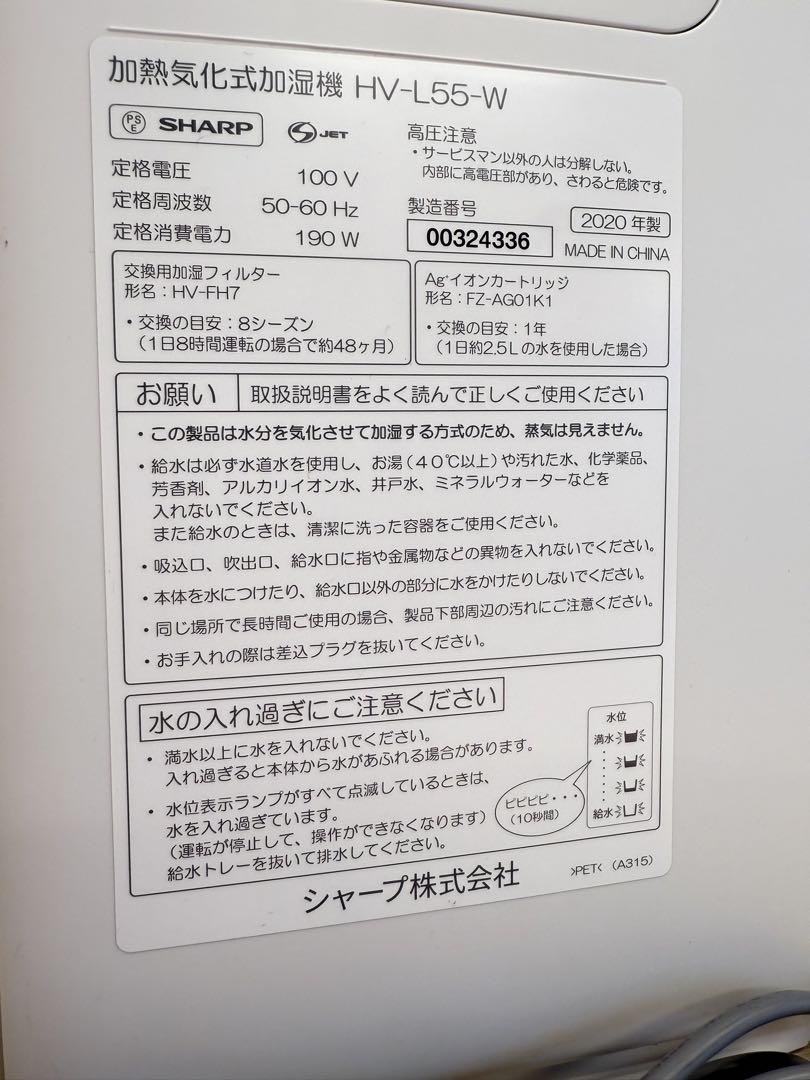 加熱気化式加湿機 HV-L55-W
PS
E
SHARP
S JET
定格電圧 100 V
定格周波数 50-60 Hz
定格消費電力 190 W
高圧注意
・サービスマン以外の人は分解しない。
内部に高電圧部があり、さわると危険です。
製造番号
00324336
2020 年製
MADE IN CHINA
交換用加湿フィルター
形名：HV-FH7
・交換の目安：8シーズン
（1日8時間運転の場合で約48ヶ月）
Ag⁺イオンカートリッジ
形名：FZ-AG01K1
・交換の目安：1年
（1日約2.5Lの水を使用した場合）
お願い 取扱説明書をよく読んで正しくご使用ください
・この製品は水分を気化させて加湿する方式のため、蒸気は見えません。
・給水は必ず水道水を使用し、お湯（40℃以上）や汚れた水、化学薬品、
芳香剤、アルカリイオン水、井戸水、ミネラルウォーターなどを
入れないでください。
また給水のときは、清潔に洗った容器をご使用ください。
・吸込口、吹出口、給水口に指や金属物などの異物を入れないでください。
・本体を水につけたり、給水口以外の部分に水をかけたりしないでください。
・同じ場所で長時間ご使用の場合、製品下部周辺の汚れにご注意ください。
・お手入れの際は差込プラグを抜いてください。
水の入れ過ぎにご注意ください
・満水以上に水を入れないでください。
入れ過ぎると本体から水があふれる場合があります。
・水位表示ランプがすべて点滅しているときは、
水を入れ過ぎています。
（運転が停止して、操作ができなくなります）
給水トレーを抜いて排水してください。
ピピピピ・・・
（10秒間）
水位
満水
給水
シャープ株式会社
>PET< （A315）